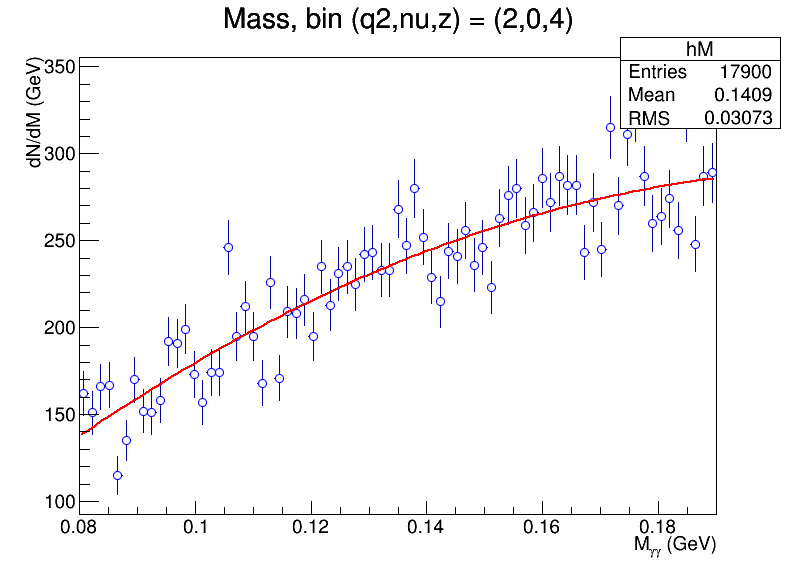 Mass, bin (q2,nu,z) = (2,0,4)
hM
Entries 17900
Mean 0.1409
RMS 0.03073
dN/dM (GeV)
350
300
250
200
150
100
0.08 0.1 0.12 0.14 0.16 0.18
Mγγ (GeV)